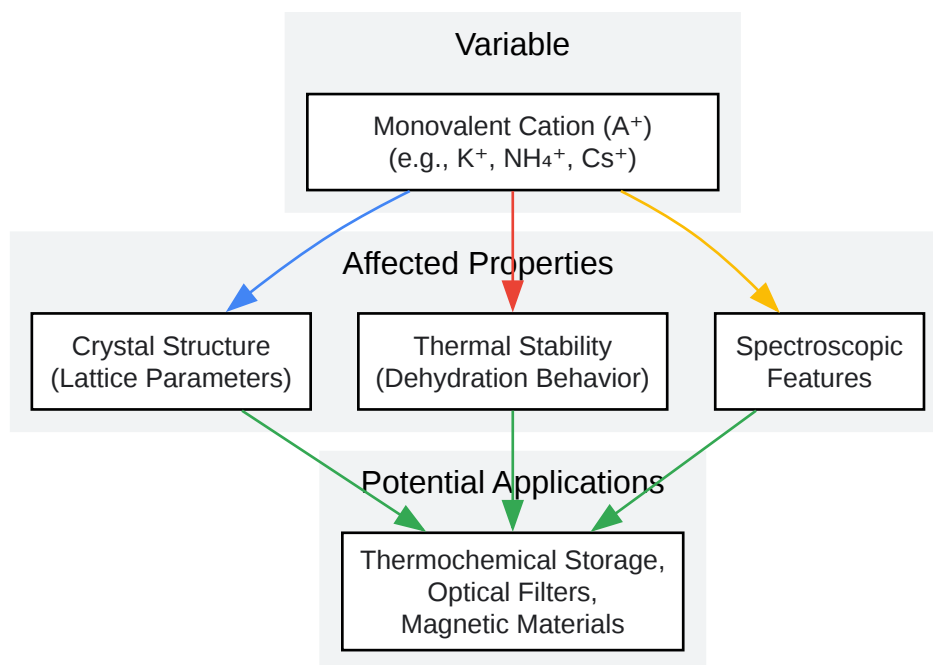 Variable
Monovalent Cation (A⁺)
(e.g., K⁺, NH₄⁺, Cs⁺)
Affected Properties
Crystal Structure
(Lattice Parameters)
Thermal Stability
(Dehydration Behavior)
Spectroscopic
Features
Potential Applications
Thermochemical Storage,
Optical Filters,
Magnetic Materials